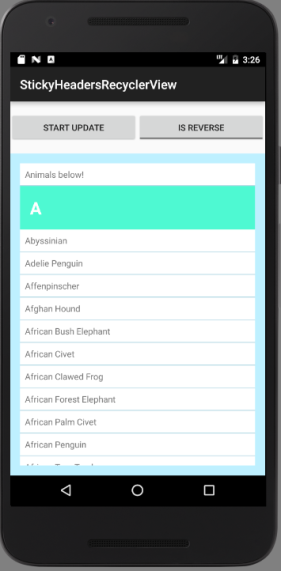 3:26
StickyHeadersRecyclerView
START UPDATE
IS REVERSE
Animals below!
A
Abyssinian
Adelie Penguin
Affenpinscher
Afghan Hound
African Bush Elephant
African Civet
African Clawed Frog
African Forest Elephant
African Palm Civet
African Penguin